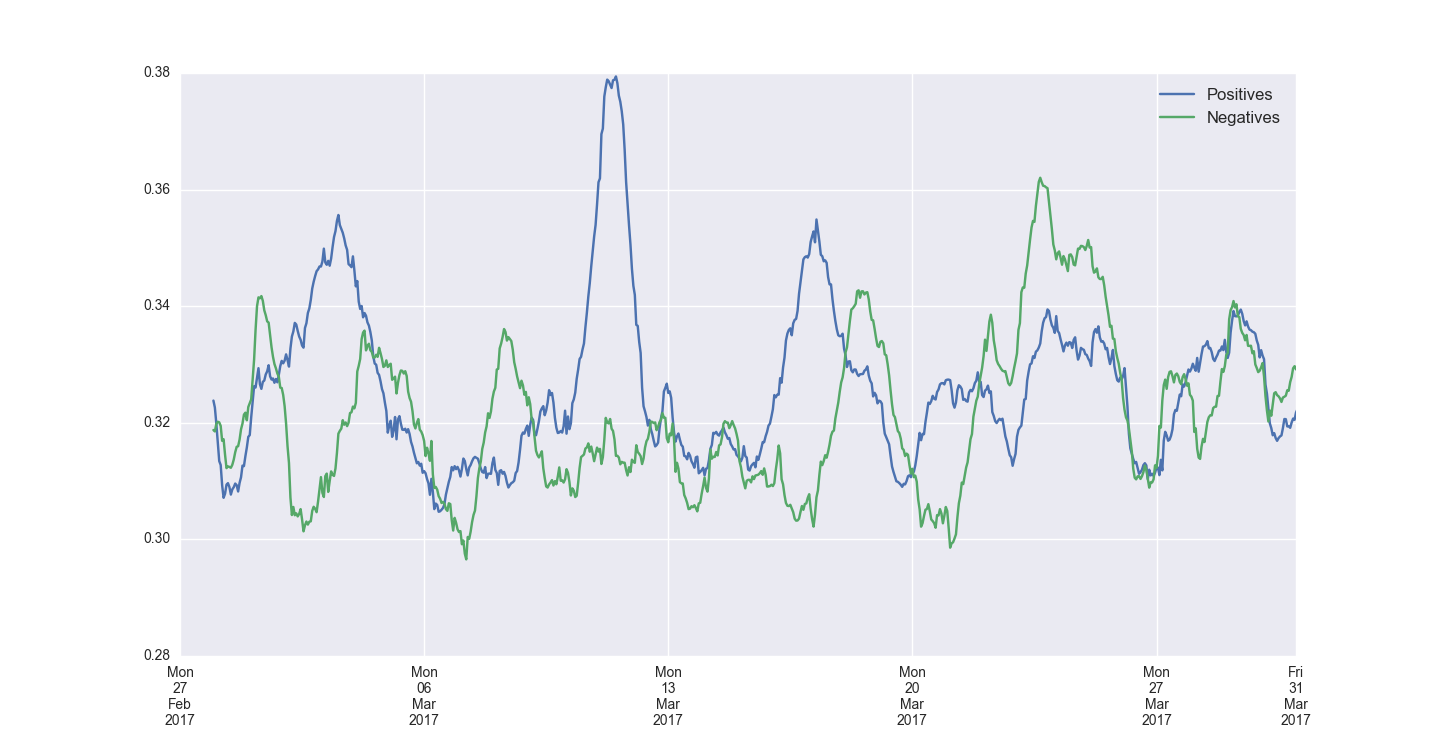 0.38
Positives
Negatives
0.36
0.34
0.32
0.30
0.28
Mon
27
Feb
2017
Mon
06
Mar
2017
Mon
13
Mar
2017
Mon
20
Mar
2017
Mon
27
Mar
2017
Fri
31
Mar
2017